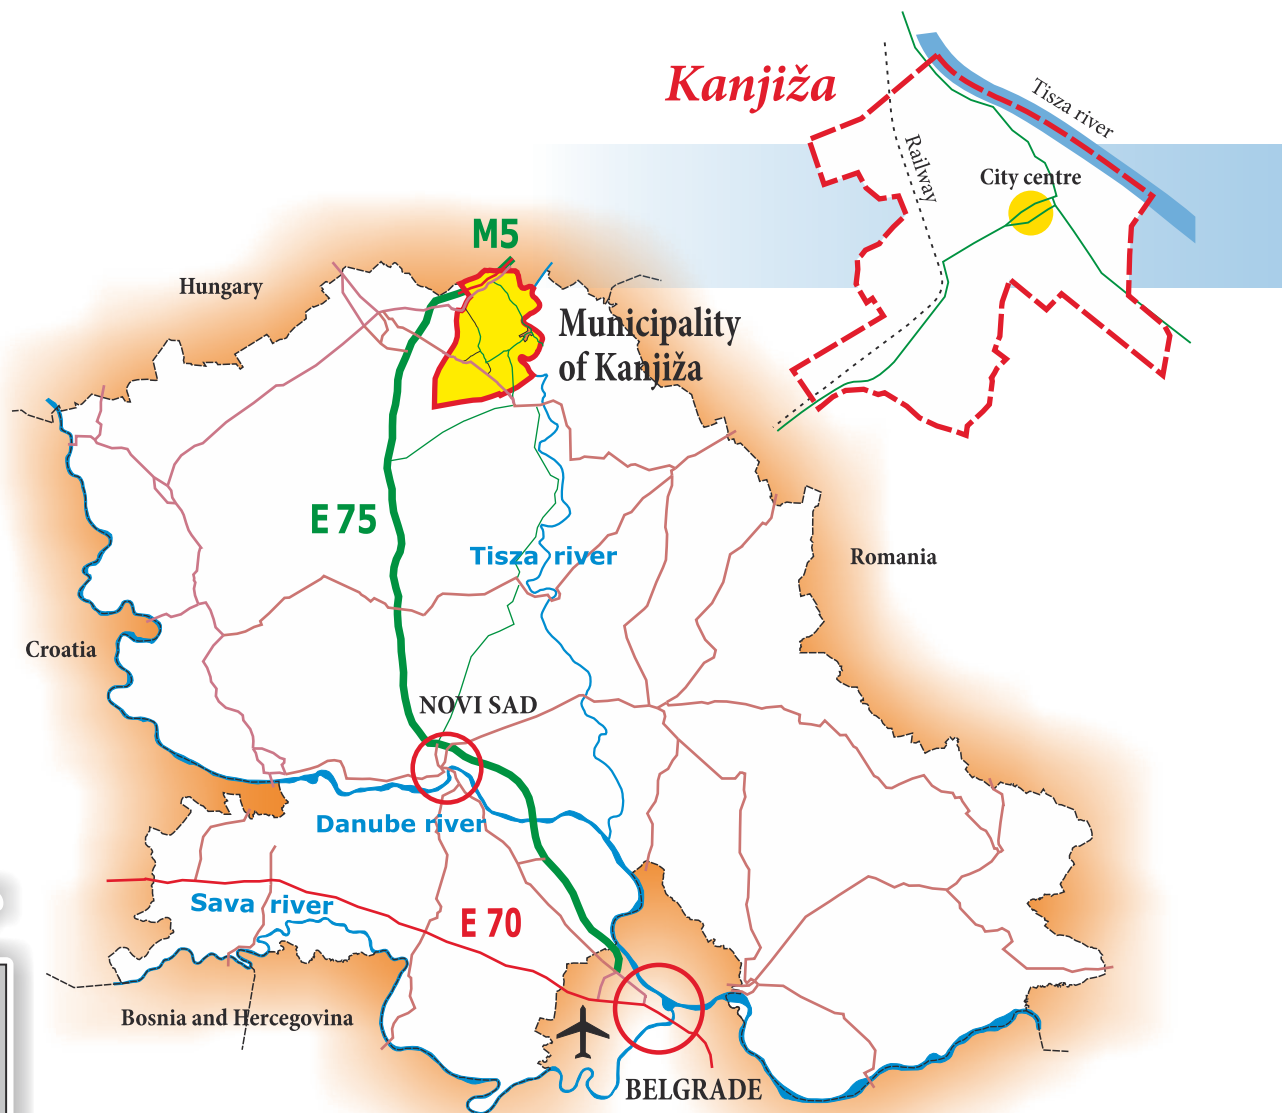 Kanjiža
Tisza river
Railway
City centre
M5
Hungary
Municipality
of Kanjiža
E 75
Tisza river
Romania
Croatia
NOVI SAD
Danube river
Sava river
E 70
Bosnia and Hercegovina
BELGRADE